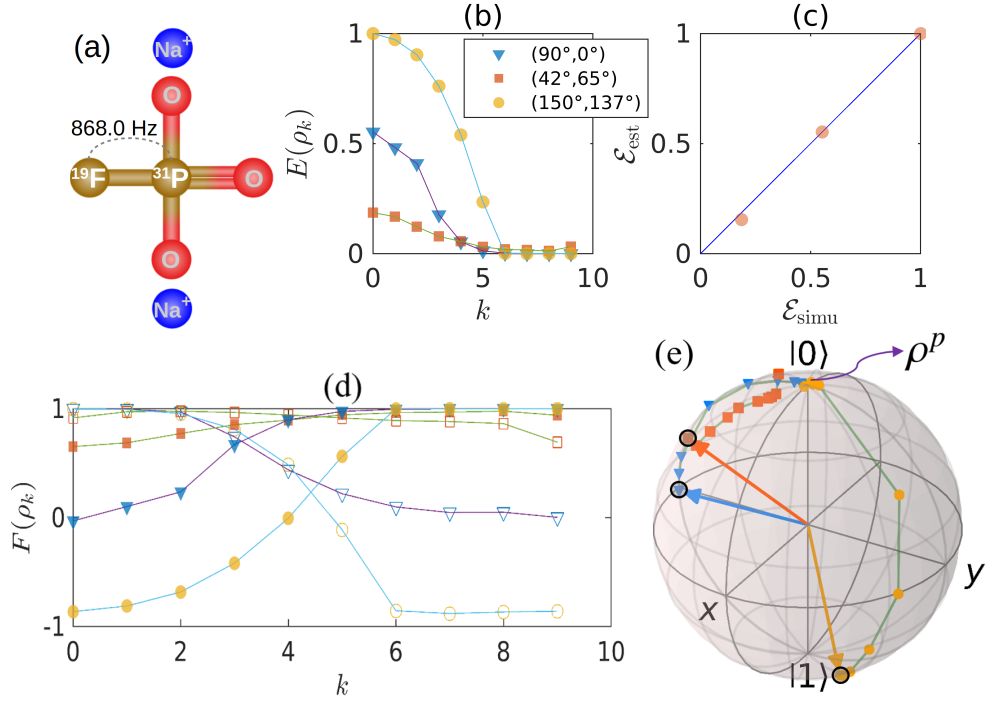 (a)
Na+
O
868.0 Hz
19F
31P
O
O
Na+
(b)
1
0.5
0
E(ρk)
(90°,0°)
(42°,65°)
(150°,137°)
0
5
10
k
(c)
1
0.5
0
ℰest
0
0.5
1
ℰsimu
(d)
1
0
-1
F(ρk)
0
2
4
6
8
10
k
(e)
|0⟩
ρp
x
y
|1⟩